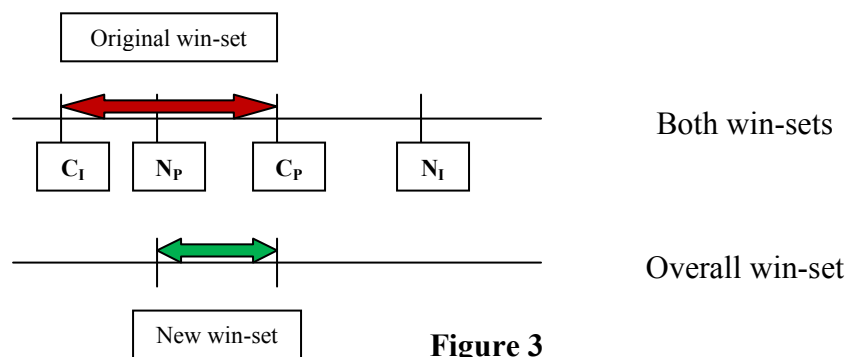 Original win-set
Both win-sets
C_I N_P C_P N_I
Overall win-set
New win-set
Figure 3